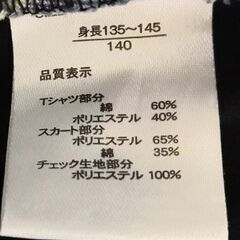 身長135〜145
140
品質表示
Tシャツ部分
綿 60%
ポリエステル 40%
スカート部分
ポリエステル 65%
綿 35%
チェック生地部分
ポリエステル 100%